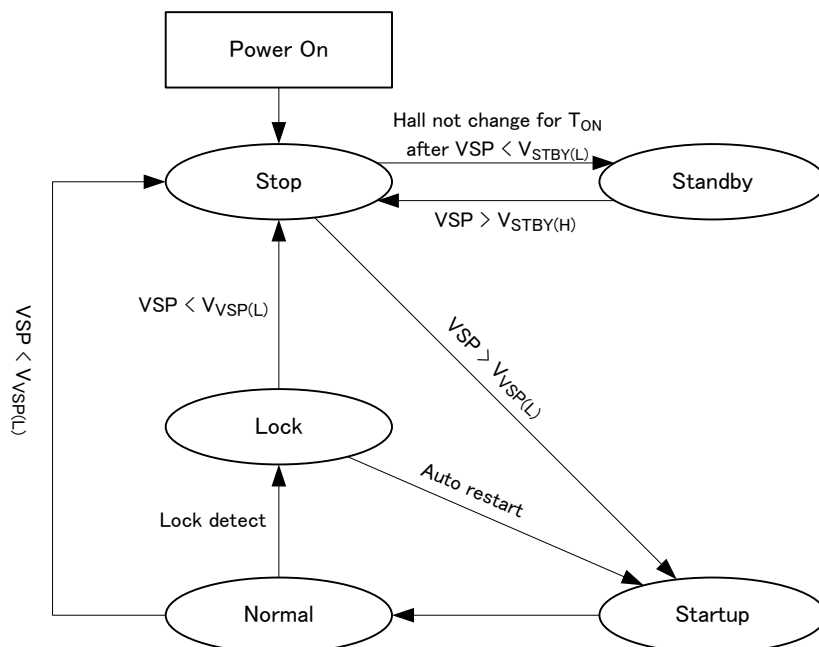 Power On
Hall not change for T_ON
after VSP < V_STBY(L)
Stop
Standby
VSP > V_STBY(H)
VSP < V_VSP(L)
VSP < V_VSP(L)
VSP > V_VSP(L)
Lock
Auto restart
Lock detect
Normal
Startup